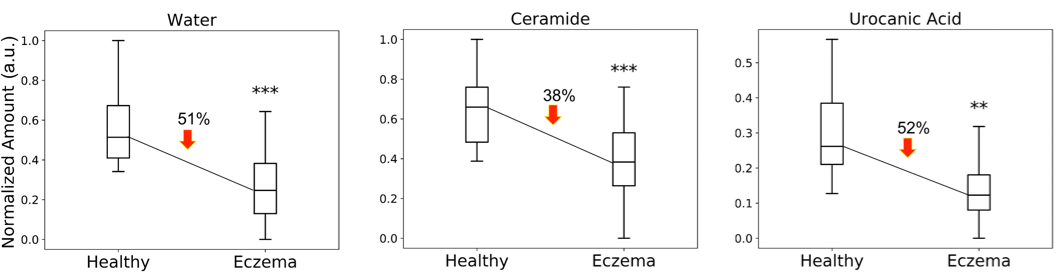 Water
Normalized Amount (a.u.)
1.0
0.8
0.6
0.4
0.2
0.0
51%
***
Healthy
Eczema
Ceramide
1.0
0.8
0.6
0.4
0.2
0.0
38%
***
Healthy
Eczema
Urocanic Acid
0.5
0.4
0.3
0.2
0.1
0.0
52%
**
Healthy
Eczema